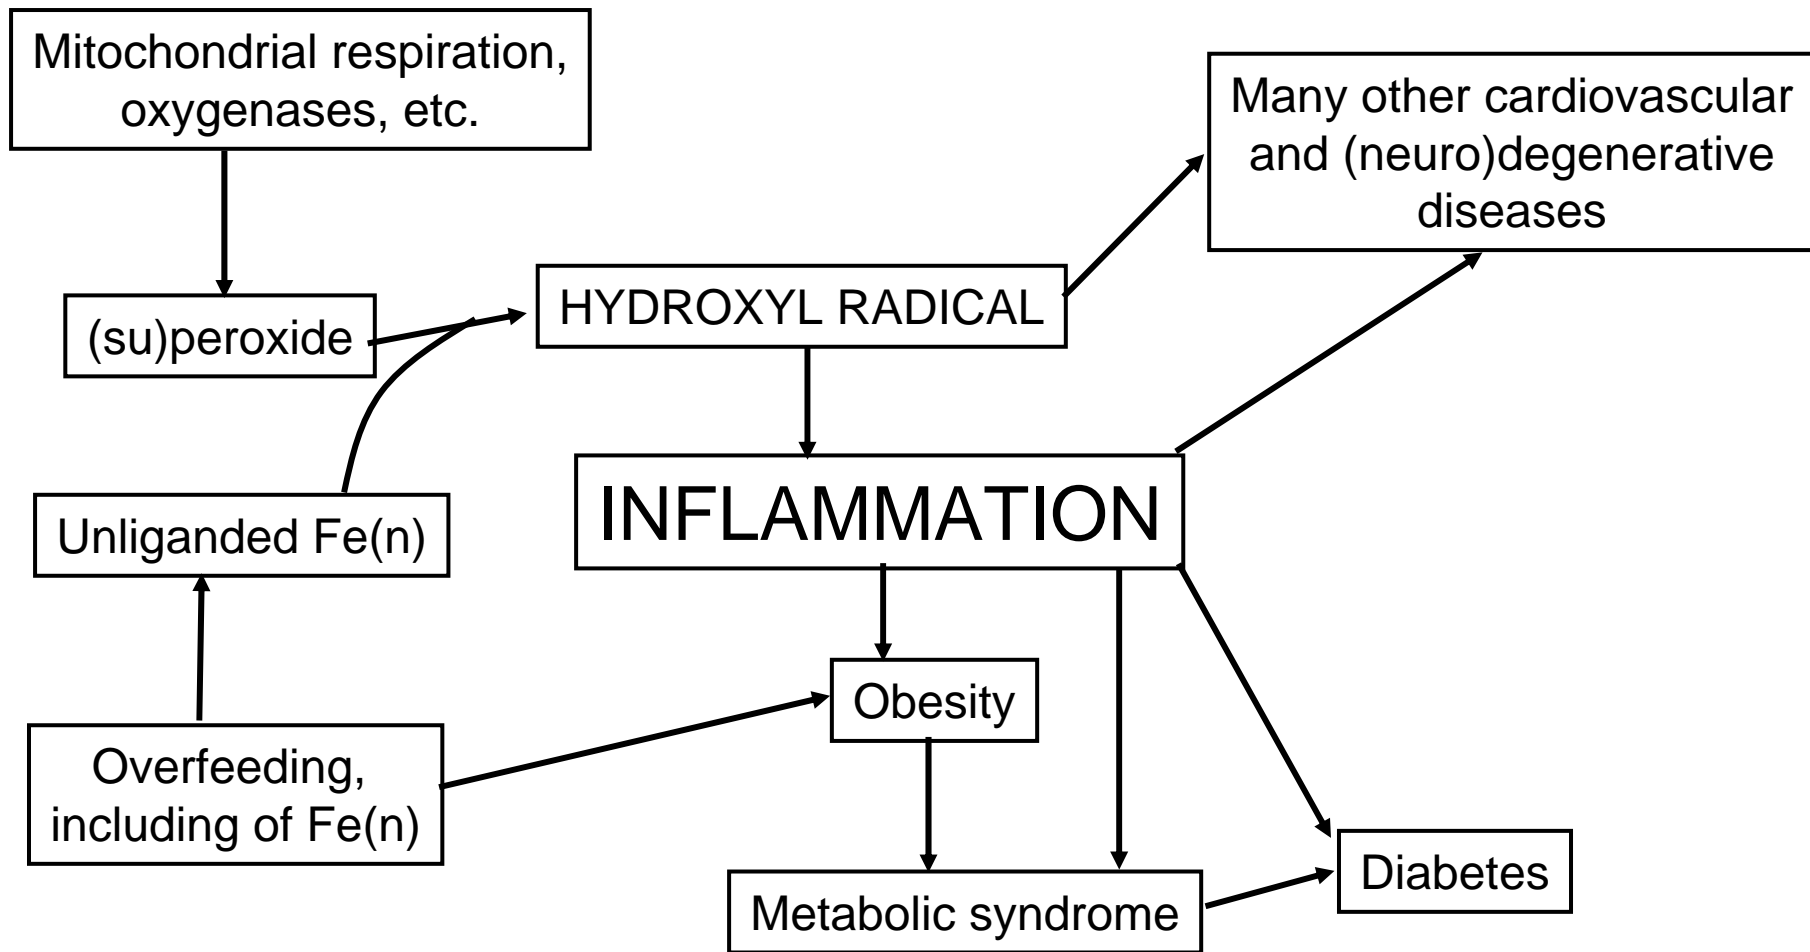 Mitochondrial respiration,
oxygenases, etc.
Many other cardiovascular
and (neuro)degenerative
diseases
HYDROXYL RADICAL
(su)peroxide
INFLAMMATION
Unliganded Fe(n)
Obesity
Overfeeding,
including of Fe(n)
Diabetes
Metabolic syndrome